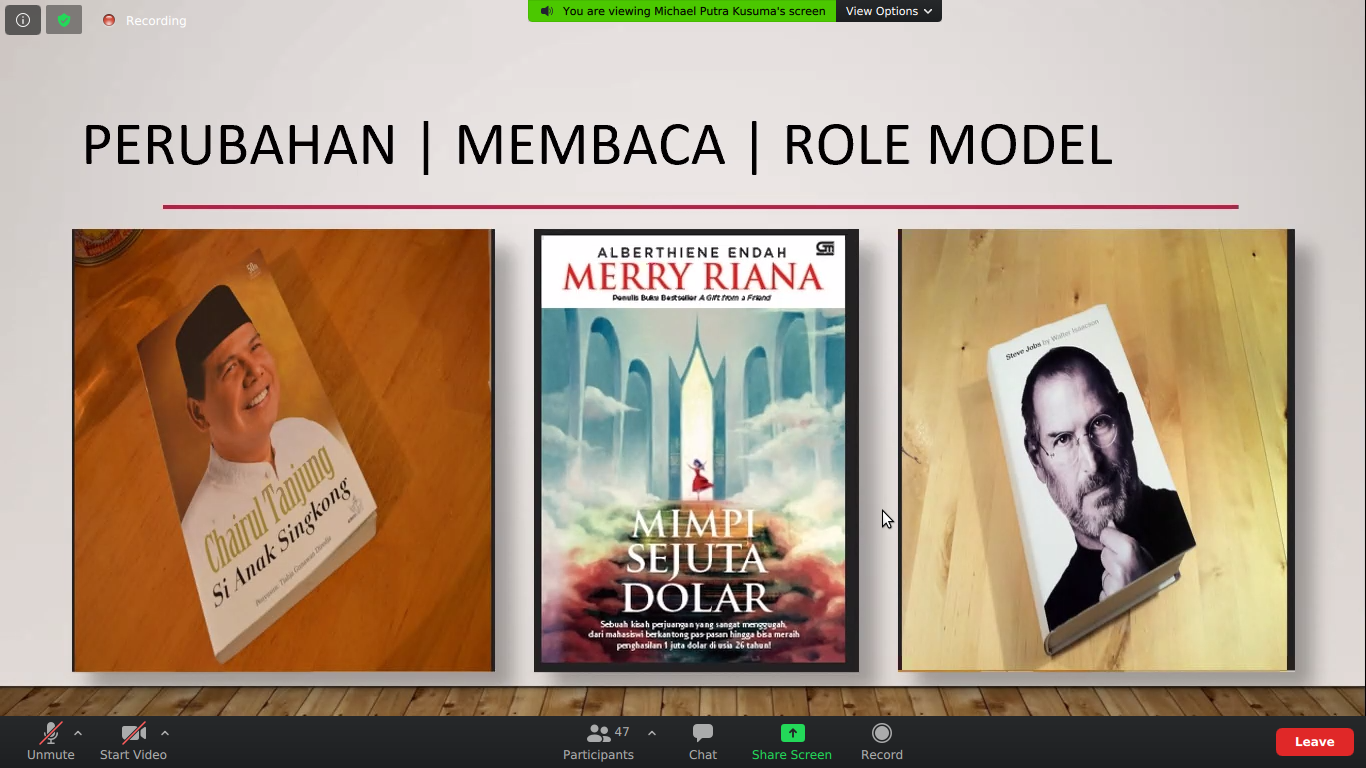 Recording
You are viewing Michael Putra Kusuma's screen
View Options
PERUBAHAN | MEMBACA | ROLE MODEL
Chairul Tanjung
Si Anak Singkong
ALBERTHIENE ENDAH
MERRY RIANA
Penulis Buku Bestseller A Gift from a Friend
MIMPI
SEJUTA
DOLAR
Sebuah kisah perjuangan yang sangat menggugah,
dari mahasiswi berkantong pas-pasan hingga bisa meraih
penghasilan 1 juta dolar di usia 26 tahun!
Steve Jobs by Walter Isaacson
Unmute
Start Video
47
Participants
Chat
Share Screen
Record
Leave